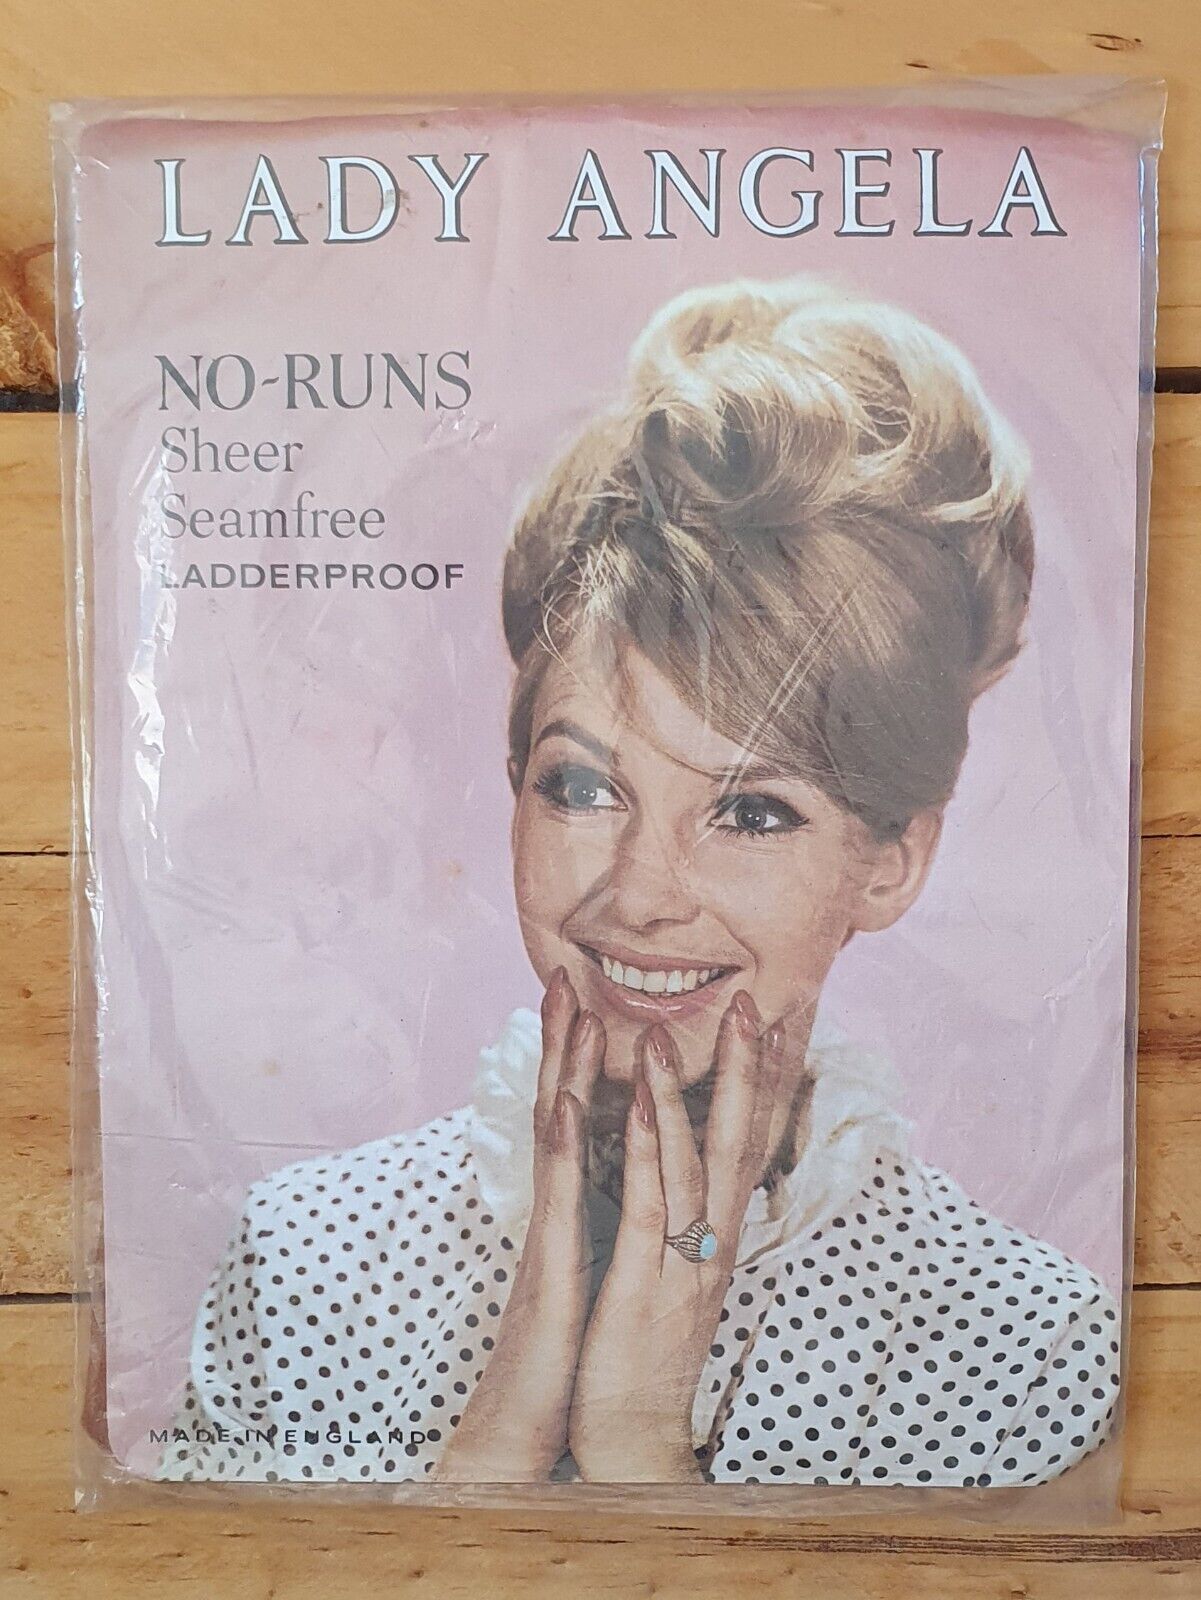 LADY ANGELA
NO-RUNS
Sheer
Seamfree
LADDERPROOF
MADE IN ENGLAND